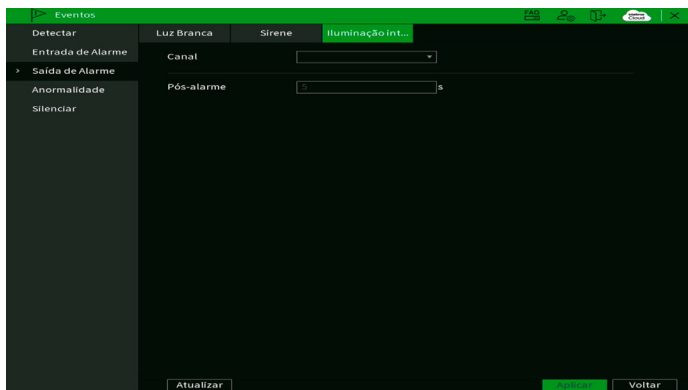 Eventos
FAQ
Detectar
Luz Branca
Sirene
Iluminação int...
Entrada de Alarme
Canal
> Saída de Alarme
Pós-alarme
5
s
Anormalidade
Silenciar
Atualizar
Aplicar
Voltar